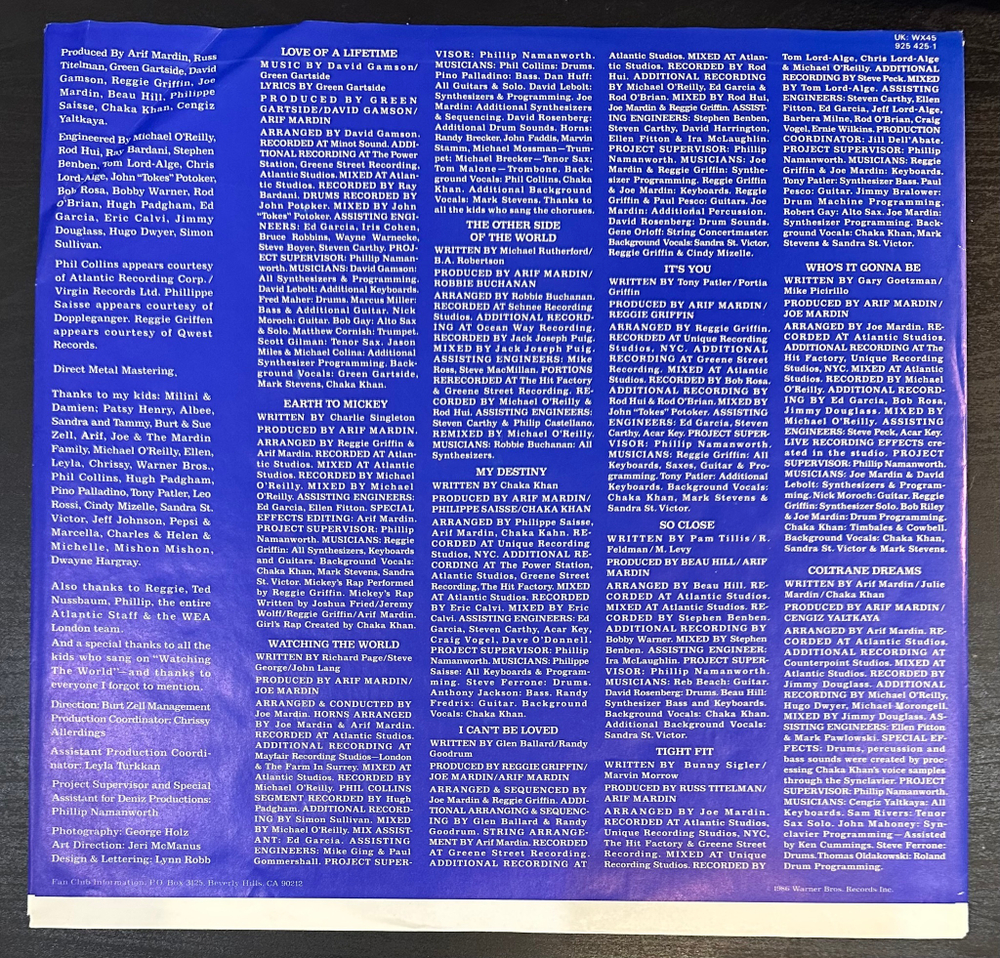 UK: WX45
925 425-1
Produced By Arif Mardin, Russ
Titelman, Green Gartside, David
Gamson, Reggie Griffin, Joe
Mardin, Beau Hill, Philippe
Saisse, Chaka Khan, Cengiz
Yaltkaya.
Engineered By Michael O'Reilly,
Rod Hui, Ray Bardani, Stephen
Benben, Tom Lord-Alge, Chris
Lord-Alge, John "Tokes" Potoker,
Bob Rosa, Bobby Warner, Rod
O'Brian, Hugh Padgham, Ed
Garcia, Eric Calvi, Jimmy
Douglass, Hugo Dwyer, Simon
Sullivan.
Phil Collins appears courtesy
of Atlantic Recording Corp./
Virgin Records Ltd. Phillippe
Saisse appears courtesy of
Doppleganger. Reggie Griffen
appears courtesy of Qwest
Records.
Direct Metal Mastering.
Thanks to my kids: Milini &
Damien; Patsy Henry, Albee,
Sandra and Tammy, Burt & Sue
Zell, Arif, Joe & The Mardin
Family, Michael O'Reilly, Ellen,
Leyla, Chrissy, Warner Bros.,
Phil Collins, Hugh Padgham,
Pino Palladino, Tony Patler, Leo
Rossi, Cindy Mizelle, Sandra St.
Victor, Jeff Johnson, Pepsi &
Marcella, Charles & Helen &
Michelle, Mishon Mishon,
Dwayne Hargray.
Also thanks to Reggie, Ted
Nussbaum, Phillip, the entire
Atlantic Staff & the WEA
London team.
And a special thanks to all the
kids who sang on "Watching
The World"—and thanks to
everyone I forgot to mention.
Direction: Burt Zell Management
Production Coordinator: Chrissy
Allerdings
Assistant Production Coordi-
nator: Leyla Turkkan
Project Supervisor and Special
Assistant for Deniz Productions:
Phillip Namanworth
Photography: George Holz
Art Direction: Jeri McManus
Design & Lettering: Lynn Robb
Fan Club Information, P.O. Box 3125, Beverly Hills, CA 90212
LOVE OF A LIFETIME
MUSIC BY David Gamson/
Green Gartside
LYRICS BY Green Gartside
PRODUCED BY GREEN
GARTSIDE/DAVID GAMSON/
ARIF MARDIN
ARRANGED BY David Gamson.
RECORDED AT Minot Sound. ADDI-
TIONAL RECORDING AT The Power
Station, Greene Street Recording,
Atlantic Studios. MIXED AT Atlan-
tic Studios. RECORDED BY Ray
Bardani. DRUMS RECORDED
BY John Potoker. MIXED BY John
"Tokes" Potoker. ASSISTING ENGI-
NEERS: Ed Garcia, Iris Cohen,
Bruce Robbins, Wayne Warnecke,
Steve Boyer, Steven Carthy. PROJ-
ECT SUPERVISOR: Phillip Naman-
worth. MUSICIANS: David Gamson:
All Synthesizers & Programming.
David Lebolt: Additional Keyboards.
Fred Maher: Drums. Marcus Miller:
Bass & Additional Guitar. Nick
Moroch: Guitar. Bob Gay: Alto Sax
& Solo. Matthew Cornish: Trumpet.
Scott Gilman: Tenor Sax. Jason
Miles & Michael Colina: Additional
Synthesizer Programming. Back-
ground Vocals: Green Gartside,
Mark Stevens, Chaka Khan.
EARTH TO MICKEY
WRITTEN BY Charlie Singleton
PRODUCED BY ARIF MARDIN.
ARRANGED BY Reggie Griffin &
Arif Mardin. RECORDED AT Atlan-
tic Studios. MIXED AT Atlantic
Studios. RECORDED BY Michael
O'Reilly. MIXED BY Michael
O'Reilly. ASSISTING ENGINEERS:
Ed Garcia, Ellen Fitton. SPECIAL
EFFECTS EDITING: Arif Mardin.
PROJECT SUPERVISOR: Phillip
Namanworth. MUSICIANS: Reggie
Griffin: All Synthesizers, Keyboards
and Guitars. Background Vocals:
Chaka Khan, Mark Stevens, Sandra
St. Victor. Mickey's Rap Performed
by Reggie Griffin. Mickey's Rap
Written by Joshua Fried/Jeremy
Wolff/Reggie Griffin/Arif Mardin.
Girl's Rap Created by Chaka Khan.
WATCHING THE WORLD
WRITTEN BY Richard Page/Steve
George/John Lang
PRODUCED BY ARIF MARDIN/
JOE MARDIN
ARRANGED & CONDUCTED BY
Joe Mardin. HORNS ARRANGED
BY Joe Mardin & Arif Mardin.
RECORDED AT Atlantic Studios.
ADDITIONAL RECORDING AT
Mayfair Recording Studios—London
& The Farm In Surrey. MIXED AT
Atlantic Studios. RECORDED BY
Michael O'Reilly. PHIL COLLINS
SEGMENT RECORDED BY Hugh
Padgham. ADDITIONAL RECORD-
ING BY Simon Sullivan. MIXED
BY Michael O'Reilly. MIX ASSIST-
ANT: Ed Garcia. ASSISTING
ENGINEERS: Mike Ging & Paul
Gommershall. PROJECT SUPER-
VISOR: Phillip Namanworth.
MUSICIANS: Phil Collins: Drums.
Pino Palladino: Bass. Dan Huff:
All Guitars & Solo. David Lebolt:
Synthesizers & Programming. Joe
Mardin: Additional Synthesizers
& Sequencing. David Rosenberg:
Additional Drum Sounds. Horns:
Randy Brecker, John Faddis, Marvin
Stamm, Michael Mossman—Trum-
pet; Michael Brecker—Tenor Sax;
Tom Malone—Trombone. Back-
ground Vocals: Phil Collins, Chaka
Khan. Additional Background
Vocals: Mark Stevens. Thanks to
all the kids who sang the choruses.
THE OTHER SIDE
OF THE WORLD
WRITTEN BY Michael Rutherford/
B.A. Robertson
PRODUCED BY ARIF MARDIN/
ROBBIE BUCHANAN
ARRANGED BY Robbie Buchanan.
RECORDED AT Schnee Recording
Studios. ADDITIONAL RECORD-
ING AT Ocean Way Recording.
RECORDED BY Jack Joseph Puig.
MIXED BY Jack Joseph Puig.
ASSISTING ENGINEERS: Mike
Ross, Steve MacMillan. PORTIONS
RERECORDED AT The Hit Factory
& Greene Street Recording. RE-
CORDED BY Michael O'Reilly &
Rod Hui. ASSISTING ENGINEERS:
Steven Carthy & Philip Castellano.
REMIXED BY Michael O'Reilly.
MUSICIANS: Robbie Buchanan: All
Synthesizers.
MY DESTINY
WRITTEN BY Chaka Khan
PRODUCED BY ARIF MARDIN/
PHILIPPE SAISSE/CHAKA KHAN
ARRANGED BY Philippe Saisse,
Arif Mardin, Chaka Kahn. RE-
CORDED AT Unique Recording
Studios, NYC. ADDITIONAL RE-
CORDING AT The Power Station,
Atlantic Studios, Greene Street
Recording, The Hit Factory. MIXED
AT Atlantic Studios. RECORDED
BY Eric Calvi. MIXED BY Eric
Calvi. ASSISTING ENGINEERS: Ed
Garcia, Steven Carthy, Acar Key,
Craig Vogel, Dave O'Donnell.
PROJECT SUPERVISOR: Phillip
Namanworth. MUSICIANS: Philippe
Saisse: All Keyboards & Program-
ming. Steve Ferrone: Drums.
Anthony Jackson: Bass. Randy
Fredrix: Guitar. Background
Vocals: Chaka Khan.
I CAN'T BE LOVED
WRITTEN BY Glen Ballard/Randy
Goodrum
PRODUCED BY REGGIE GRIFFIN/
JOE MARDIN/ARIF MARDIN
ARRANGED & SEQUENCED BY
Joe Mardin & Reggie Griffin. ADDI-
TIONAL ARRANGING & SEQUENC-
ING BY Glen Ballard & Randy
Goodrum. STRING ARRANGE-
MENT BY Arif Mardin. RECORDED
AT Greene Street Recording.
ADDITIONAL RECORDING AT
Atlantic Studios. MIXED AT Atlan-
tic Studios. RECORDED BY Rod
Hui. ADDITIONAL RECORDING
BY Michael O'Reilly, Ed Garcia &
Rod O'Brian. MIXED BY Rod Hui,
Joe Mardin & Reggie Griffin. ASSIST-
ING ENGINEERS: Stephen Benben,
Steven Carthy, David Harrington,
Ellen Fitton & Ira McLaughlin.
PROJECT SUPERVISOR: Phillip
Namanworth. MUSICIANS: Joe
Mardin & Reggie Griffin: Synthe-
sizer Programming. Reggie Griffin
& Joe Mardin: Keyboards. Reggie
Griffin & Paul Pesco: Guitars. Joe
Mardin: Additional Percussion.
David Rosenberg: Drum Sounds.
Gene Orloff: String Concertmaster.
Background Vocals: Sandra St. Victor,
Reggie Griffin & Cindy Mizelle.
IT'S YOU
WRITTEN BY Tony Patler/Portia
Griffin
PRODUCED BY ARIF MARDIN/
REGGIE GRIFFIN
ARRANGED BY Reggie Griffin.
RECORDED AT Unique Recording
Studios, NYC. ADDITIONAL
RECORDING AT Greene Street
Recording. MIXED AT Atlantic
Studios. RECORDED BY Bob Rosa.
ADDITIONAL RECORDING BY
Rod Hui & Rod O'Brian. MIXED BY
John "Tokes" Potoker. ASSISTING
ENGINEERS: Ed Garcia, Steven
Carthy, Acar Key. PROJECT SUPER-
VISOR: Phillip Namanworth.
MUSICIANS: Reggie Griffin: All
Keyboards, Saxes, Guitar & Pro-
gramming. Tony Patler: Additional
Keyboards. Background Vocals:
Chaka Khan, Mark Stevens &
Sandra St. Victor.
SO CLOSE
WRITTEN BY Pam Tillis/R.
Feldman/M. Levy
PRODUCED BY BEAU HILL/ARIF
MARDIN
ARRANGED BY Beau Hill. RE-
CORDED AT Atlantic Studios.
MIXED AT Atlantic Studios. RE-
CORDED BY Stephen Benben.
ADDITIONAL RECORDING BY
Bobby Warner. MIXED BY Stephen
Benben. ASSISTING ENGINEER:
Ira McLaughlin. PROJECT SUPER-
VISOR: Phillip Namanworth.
MUSICIANS: Reb Beach: Guitar.
David Rosenberg: Drums. Beau Hill:
Synthesizer Bass and Keyboards.
Background Vocals: Chaka Khan.
Additional Background Vocals:
Sandra St. Victor.
TIGHT FIT
WRITTEN BY Bunny Sigler/
Marvin Morrow
PRODUCED BY RUSS TITELMAN/
ARIF MARDIN
ARRANGED BY Joe Mardin.
RECORDED AT Atlantic Studios,
Unique Recording Studios, NYC,
The Hit Factory & Greene Street
Recording. MIXED AT Unique
Recording Studios. RECORDED BY
Tom Lord-Alge, Chris Lord-Alge
& Michael O'Reilly. ADDITIONAL
RECORDING BY Steve Peck. MIXED
BY Michael O'Reilly. ASSISTING
ENGINEERS: Steven Carthy, Ellen
Fitton, Ed Garcia, Jeff Lord-Alge,
Barbera Milne, Rod O'Brian, Craig
Vogel, Ernie Wilkins. PRODUCTION
COORDINATOR: Jill Dell'Abate.
PROJECT SUPERVISOR: Phillip
Namanworth. MUSICIANS: Reggie
Griffin & Joe Mardin: Keyboards.
Tony Patler: Synthesizer Bass. Paul
Pesco: Guitar. Jimmy Bralower:
Drum Machine Programming.
Robert Gay: Alto Sax. Joe Mardin:
Synthesizer Programming. Back-
ground Vocals: Chaka Khan, Mark
Stevens & Sandra St. Victor.
WHO'S IT GONNA BE
WRITTEN BY Gary Goetzman/
Mike Piccirillo
PRODUCED BY ARIF MARDIN/
JOE MARDIN
ARRANGED BY Joe Mardin. RE-
CORDED AT Atlantic Studios.
ADDITIONAL RECORDING AT The
Hit Factory, Unique Recording
Studios, NYC. MIXED AT Atlantic
Studios. RECORDED BY Michael
O'Reilly. ADDITIONAL RECORD-
ING BY Ed Garcia, Bob Rosa,
Jimmy Douglass. MIXED BY
Michael O'Reilly. ASSISTING
ENGINEERS: Steve Peck, Acar Key.
LIVE RECORDING EFFECTS cre-
ated in the studio. PROJECT
SUPERVISOR: Phillip Namanworth.
MUSICIANS: Joe Mardin & David
Lebolt: Synthesizers & Program-
ming. Nick Moroch: Guitar. Reggie
Griffin: Synthesizer Solo. Bob Riley
& Joe Mardin: Drum Programming.
Chaka Khan: Timbales & Cowbell.
Background Vocals: Chaka Khan,
Sandra St. Victor & Mark Stevens.
COLTRANE DREAMS
WRITTEN BY Arif Mardin/Julie
Mardin/Chaka Khan
PRODUCED BY ARIF MARDIN/
CENGIZ YALTKAYA
ARRANGED BY Arif Mardin. RE-
CORDED AT Atlantic Studios.
ADDITIONAL RECORDING AT
Counterpoint Studios. MIXED AT
Atlantic Studios. RECORDED BY
Jimmy Douglass. ADDITIONAL
RECORDING BY Michael O'Reilly,
Hugo Dwyer, Michael Morongell.
MIXED BY Jimmy Douglass. AS-
SISTING ENGINEERS: Ellen Fitton
& Mark Pawlowski. SPECIAL EF-
FECTS: Drums, percussion and
bass sounds were created by proc-
essing Chaka Khan's voice samples
through the Synclavier. PROJECT
SUPERVISOR: Phillip Namanworth.
MUSICIANS: Cengiz Yaltkaya: All
Keyboards. Sam Rivers: Tenor
Sax Solo. John Mahoney: Syn-
clavier Programming—Assisted
by Ken Cummings. Steve Ferrone:
Drums. Thomas Oldakowski: Roland
Drum Programming.
© 1986 Warner Bros. Records Inc.